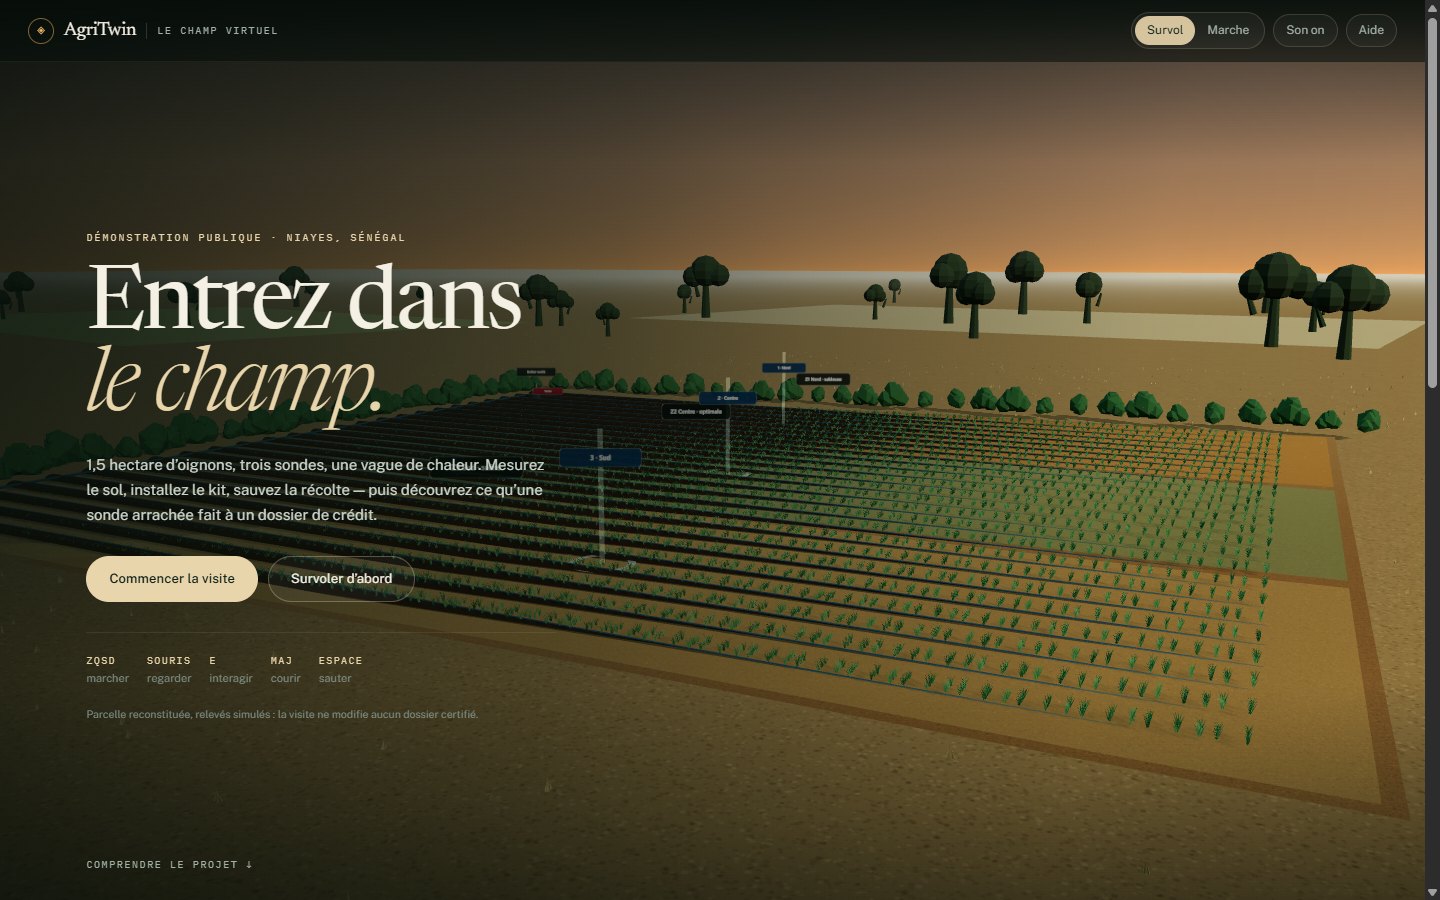 AgriTwin
LE CHAMP VIRTUEL
Survol
Marche
Son on
Aide
DÉMONSTRATION PUBLIQUE · NIAYES, SÉNÉGAL
Entrez dans
le champ.
1 · Nord
Z1 Nord · sableuse
2 · Centre
Z2 Centre · optimale
3 · Sud
1,5 hectare d’oignons, trois sondes, une vague de chaleur. Mesurez
le sol, installez le kit, sauvez la récolte — puis découvrez ce qu’une
sonde arrachée fait à un dossier de crédit.
Commencer la visite
Survoler d’abord
ZQSD SOURIS E MAJ ESPACE
marcher regarder interagir courir sauter
Parcelle reconstituée, relevés simulés : la visite ne modifie aucun dossier certifié.
COMPRENDRE LE PROJET ↓